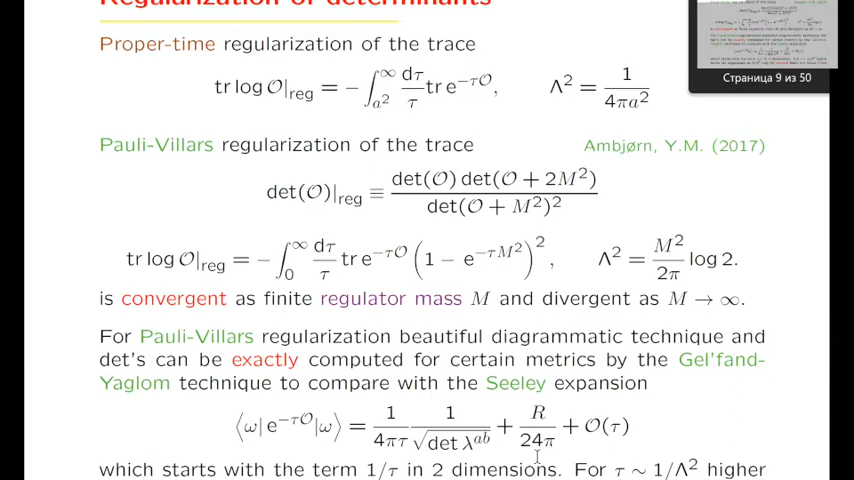 Regularization of determinants
Proper-time regularization of the trace
tr log O|reg = − ∫_{a²}^{∞} dτ/τ tr e^{−τO}, Λ² = 1/(4πa²)
Pauli-Villars regularization of the trace Ambjørn, Y.M. (2017)
det(O)|reg ≡ det(O) det(O + 2M²) / det(O + M²)²
tr log O|reg = − ∫_0^∞ dτ/τ tr e^{−τO} (1 − e^{−τM²})², Λ² = M²/(2π) log 2.
is convergent as finite regulator mass M and divergent as M → ∞.
For Pauli-Villars regularization beautiful diagrammatic technique and
det's can be exactly computed for certain metrics by the Gel'fand-
Yaglom technique to compare with the Seeley expansion
⟨ω| e^{−τO} |ω⟩ = 1/(4πτ) 1/√(det λ^{ab}) + R/(24π) + O(τ)
which starts with the term 1/τ in 2 dimensions. For τ ∼ 1/Λ² higher
Страница 9 из 50